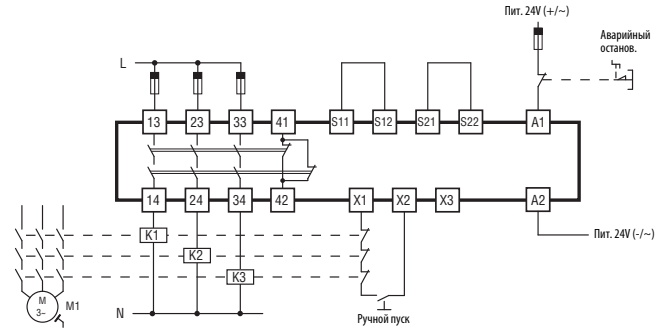 Пит. 24V (+/~)
Аварийный
останов.
L
13 23 33 41 S11 S12 S21 S22 A1
14 24 34 42 X1 X2 X3 A2
K1
Пит. 24V (-/~)
K2
K3
M
3~
M1
N
Ручной пуск